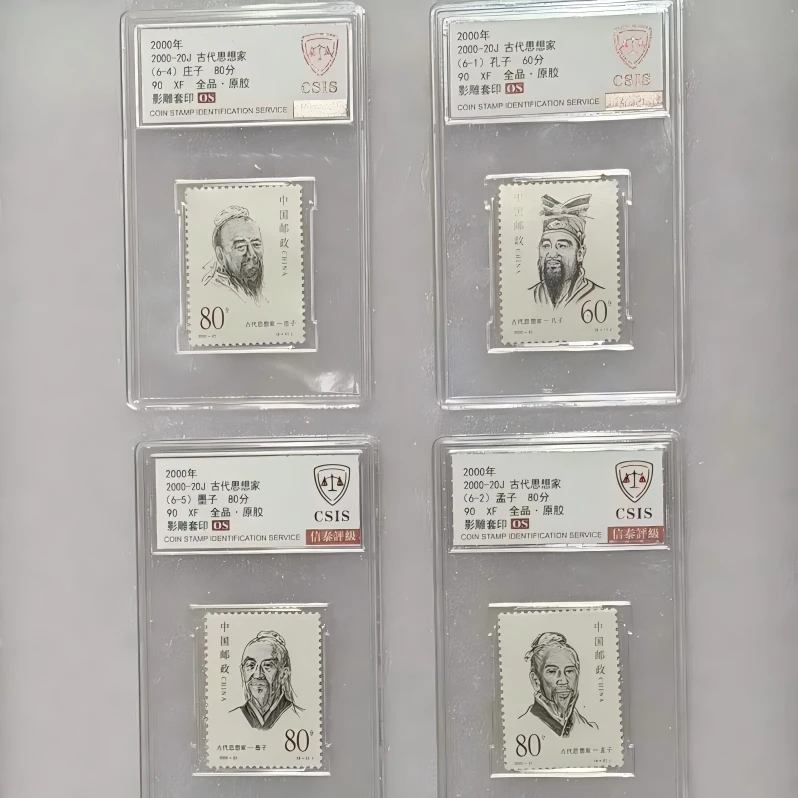 2000年
2000-20J 古代思想家
(6-4) 庄子 80分
90 XF 全品·原胶
影雕套印 OS
COIN STAMP IDENTIFICATION SERVICE
CSIS
中国邮政 CHINA
80分
古代思想家—庄子
2000年
2000-20J 古代思想家
(6-1) 孔子 60分
90 XF 全品·原胶
影雕套印 OS
COIN STAMP IDENTIFICATION SERVICE
CSIS
中国邮政 CHINA
60分
古代思想家—孔子
2000年
2000-20J 古代思想家
(6-5) 墨子 80分
90 XF 全品·原胶
影雕套印 OS
COIN STAMP IDENTIFICATION SERVICE
CSIS
信泰評級
中国邮政 CHINA
80分
古代思想家—墨子
2000年
2000-20J 古代思想家
(6-2) 孟子 80分
90 XF 全品·原胶
影雕套印 OS
COIN STAMP IDENTIFICATION SERVICE
CSIS
信泰評級
中国邮政 CHINA
80分
古代思想家—孟子